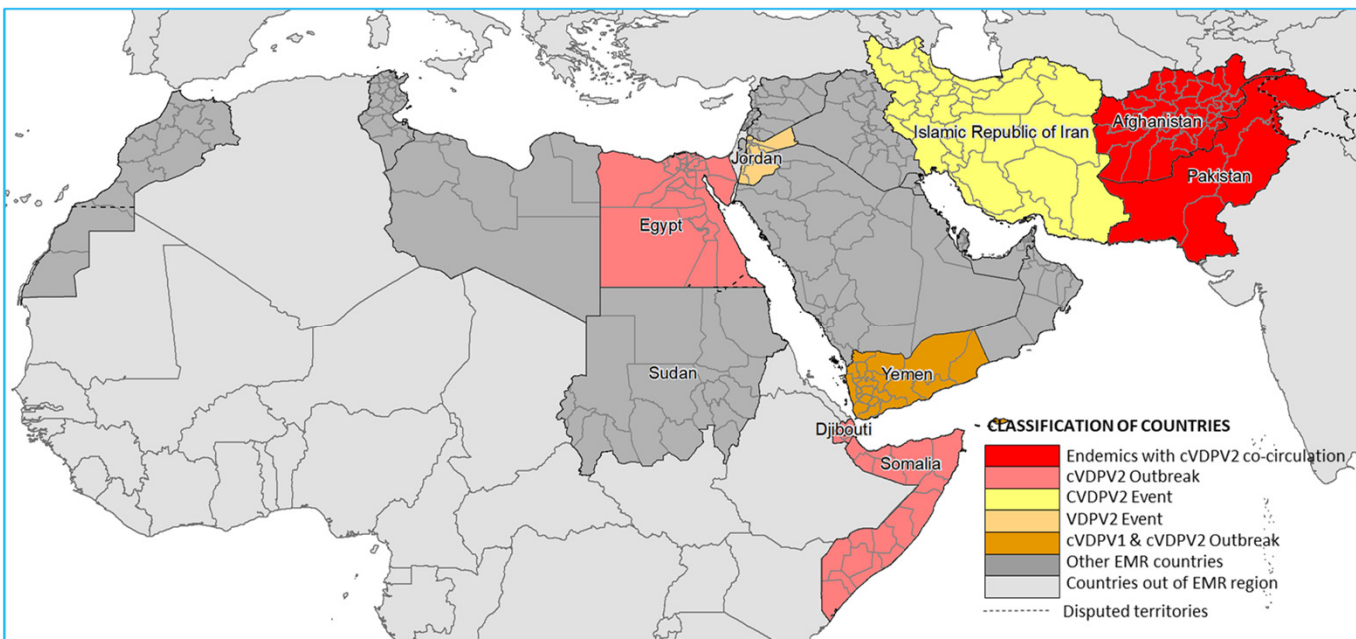 Islamic Republic of Iran
Afghanistan
Pakistan
Jordan
Egypt
Sudan
Yemen
Djibouti
Somalia
CLASSIFICATION OF COUNTRIES
Endemics with cVDPV2 co-circulation
cVDPV2 Outbreak
CVDPV2 Event
VDPV2 Event
cVDPV1 & cVDPV2 Outbreak
Other EMR countries
Countries out of EMR region
Disputed territories